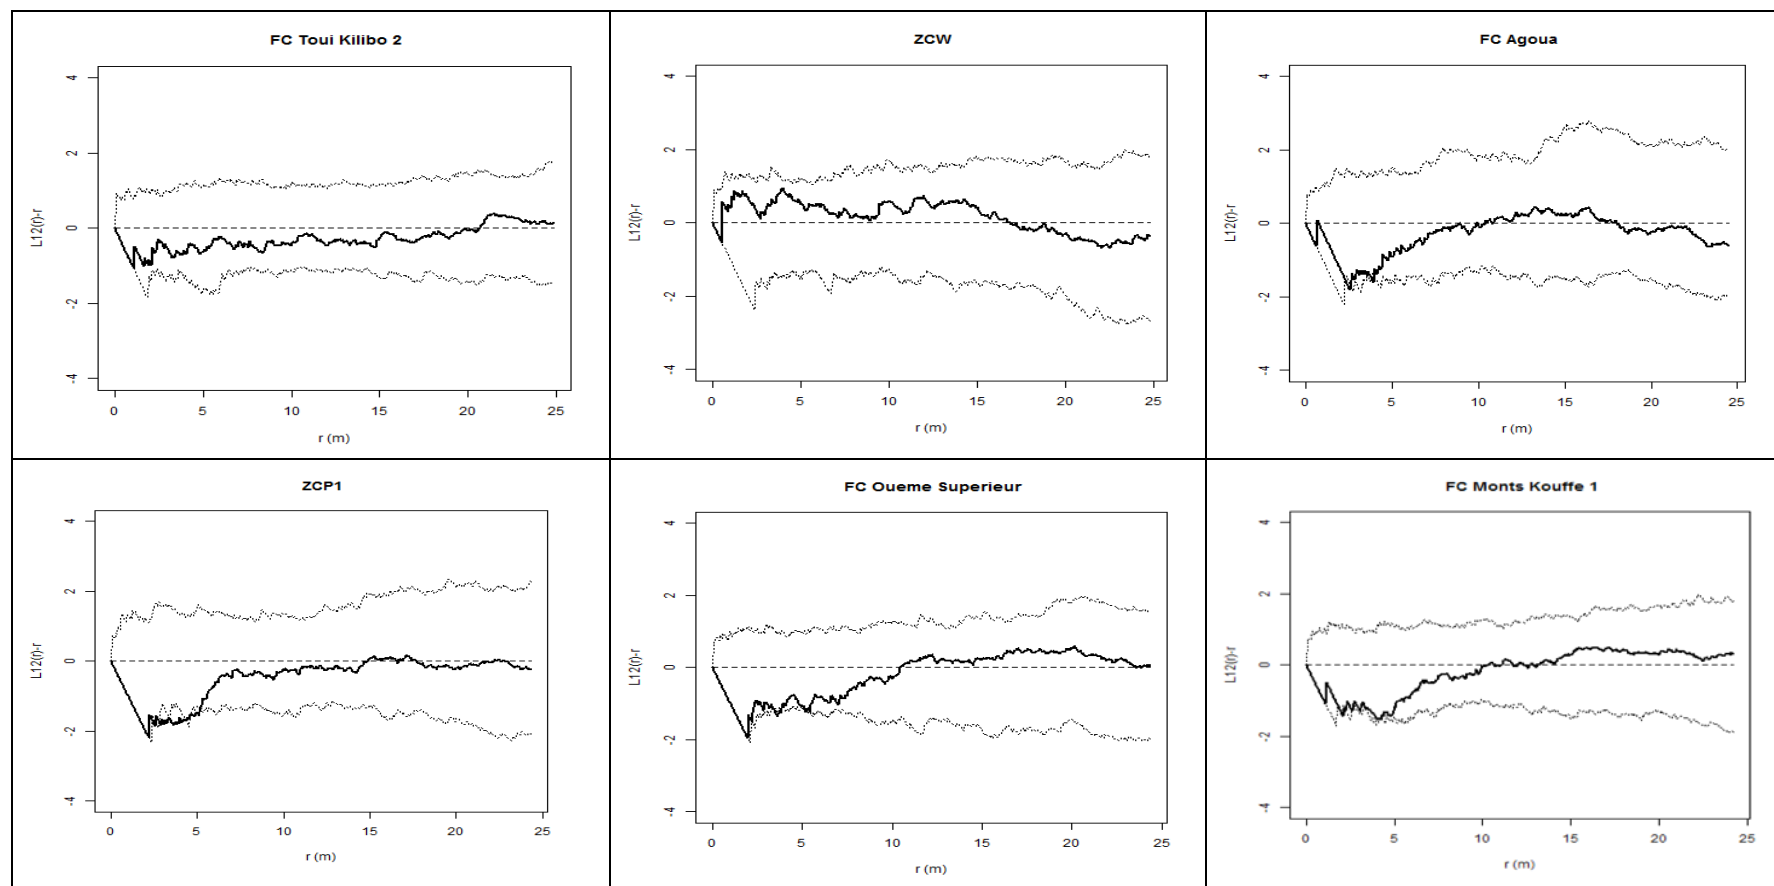 FC Toui Kilibo 2
4
2
0
-2
-4
L12(r)-r
0 5 10 15 20 25
r (m)
ZCW
4
2
0
-2
-4
L12(r)-r
0 5 10 15 20 25
r (m)
FC Agoua
4
2
0
-2
-4
L12(r)-r
0 5 10 15 20 25
r (m)
ZCP1
4
2
0
-2
-4
L12(r)-r
0 5 10 15 20 25
r (m)
FC Oueme Superieur
4
2
0
-2
-4
L12(r)-r
0 5 10 15 20 25
r (m)
FC Monts Kouffe 1
4
2
0
-2
-4
L12(r)-r
0 5 10 15 20 25
r (m)